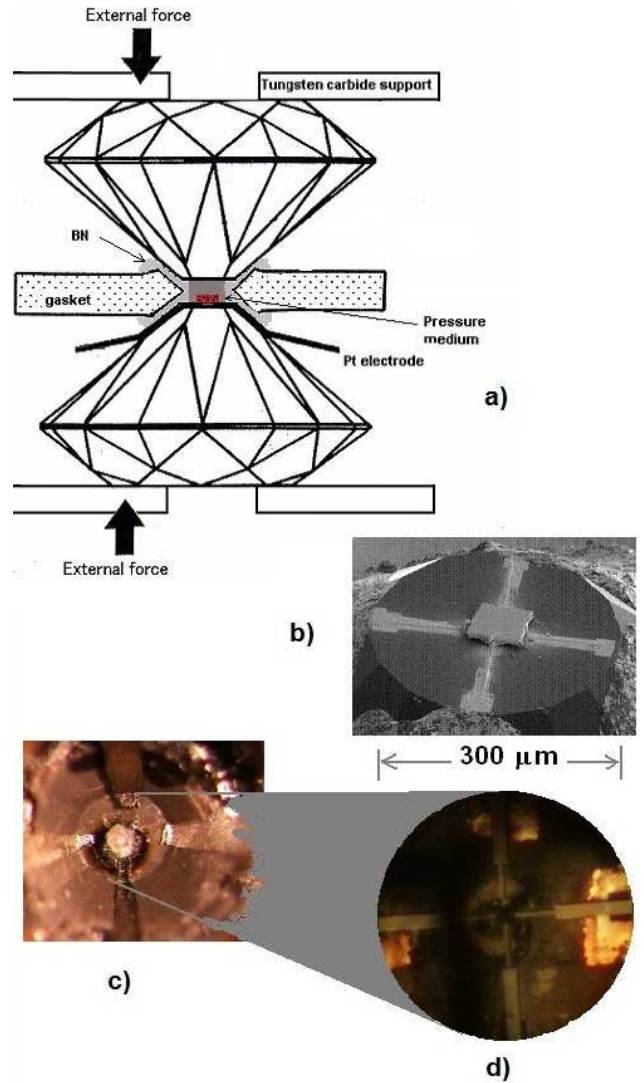 External force
Tungsten carbide support
BN
gasket
Pressure
medium
Pt electrode
a)
External force
b)
300 µm
c)
d)